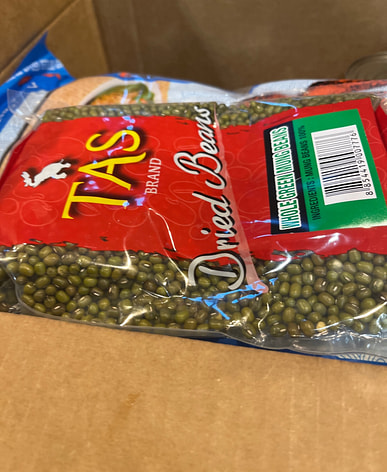 TAS
BRAND
Dried Beans
WHOLE GREEN MUNG BEANS
INGREDIENTS: MUNG BEANS 100%